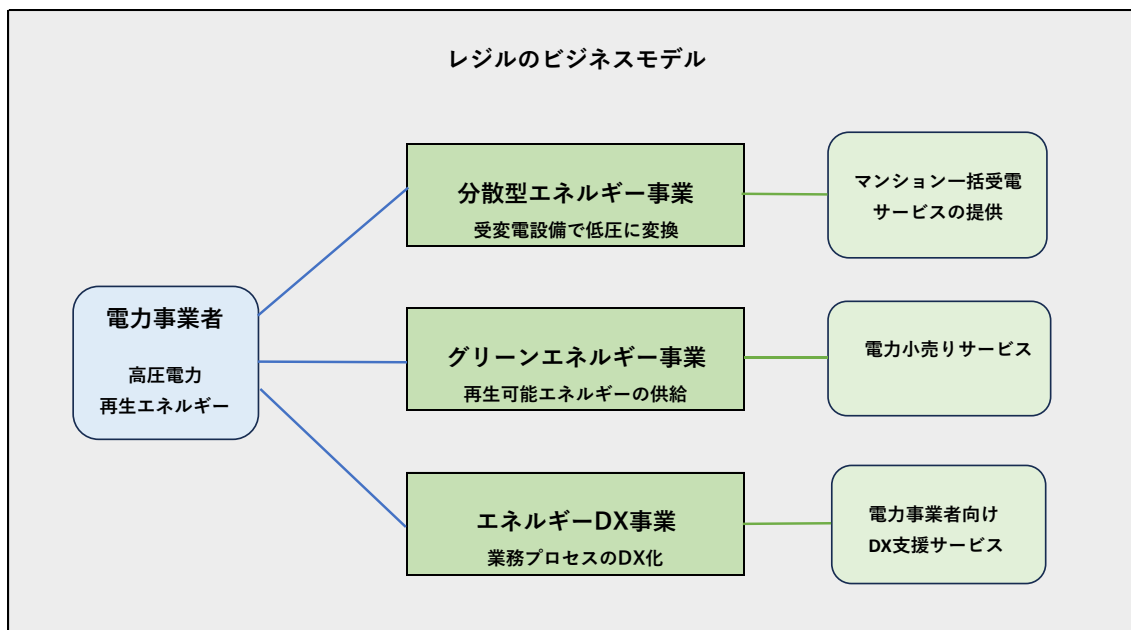 レジルのビジネスモデル
分散型エネルギー事業
受変電設備で低圧に変換
マンション一括受電
サービスの提供
電力事業者
高圧電力
再生エネルギー
グリーンエネルギー事業
再生可能エネルギーの供給
電力小売りサービス
エネルギーDX事業
業務プロセスのDX化
電力事業者向け
DX支援サービス